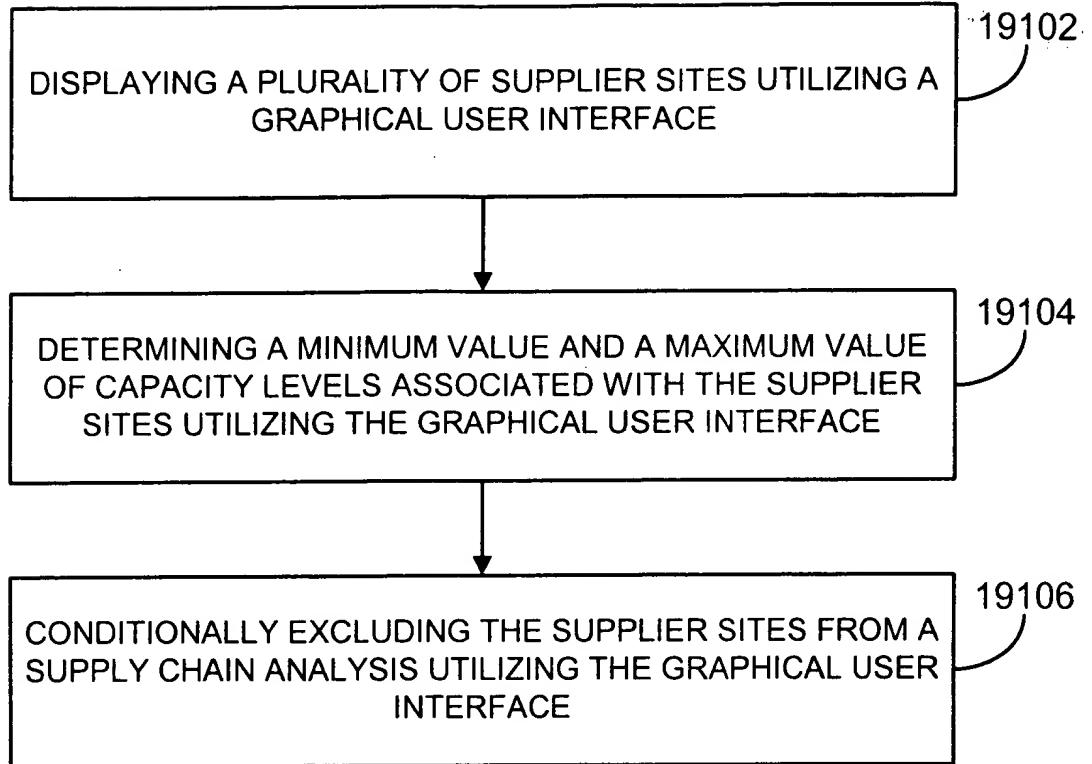 19102
DISPLAYING A PLURALITY OF SUPPLIER SITES UTILIZING A
GRAPHICAL USER INTERFACE
19104
DETERMINING A MINIMUM VALUE AND A MAXIMUM VALUE
OF CAPACITY LEVELS ASSOCIATED WITH THE SUPPLIER
SITES UTILIZING THE GRAPHICAL USER INTERFACE
19106
CONDITIONALLY EXCLUDING THE SUPPLIER SITES FROM A
SUPPLY CHAIN ANALYSIS UTILIZING THE GRAPHICAL USER
INTERFACE